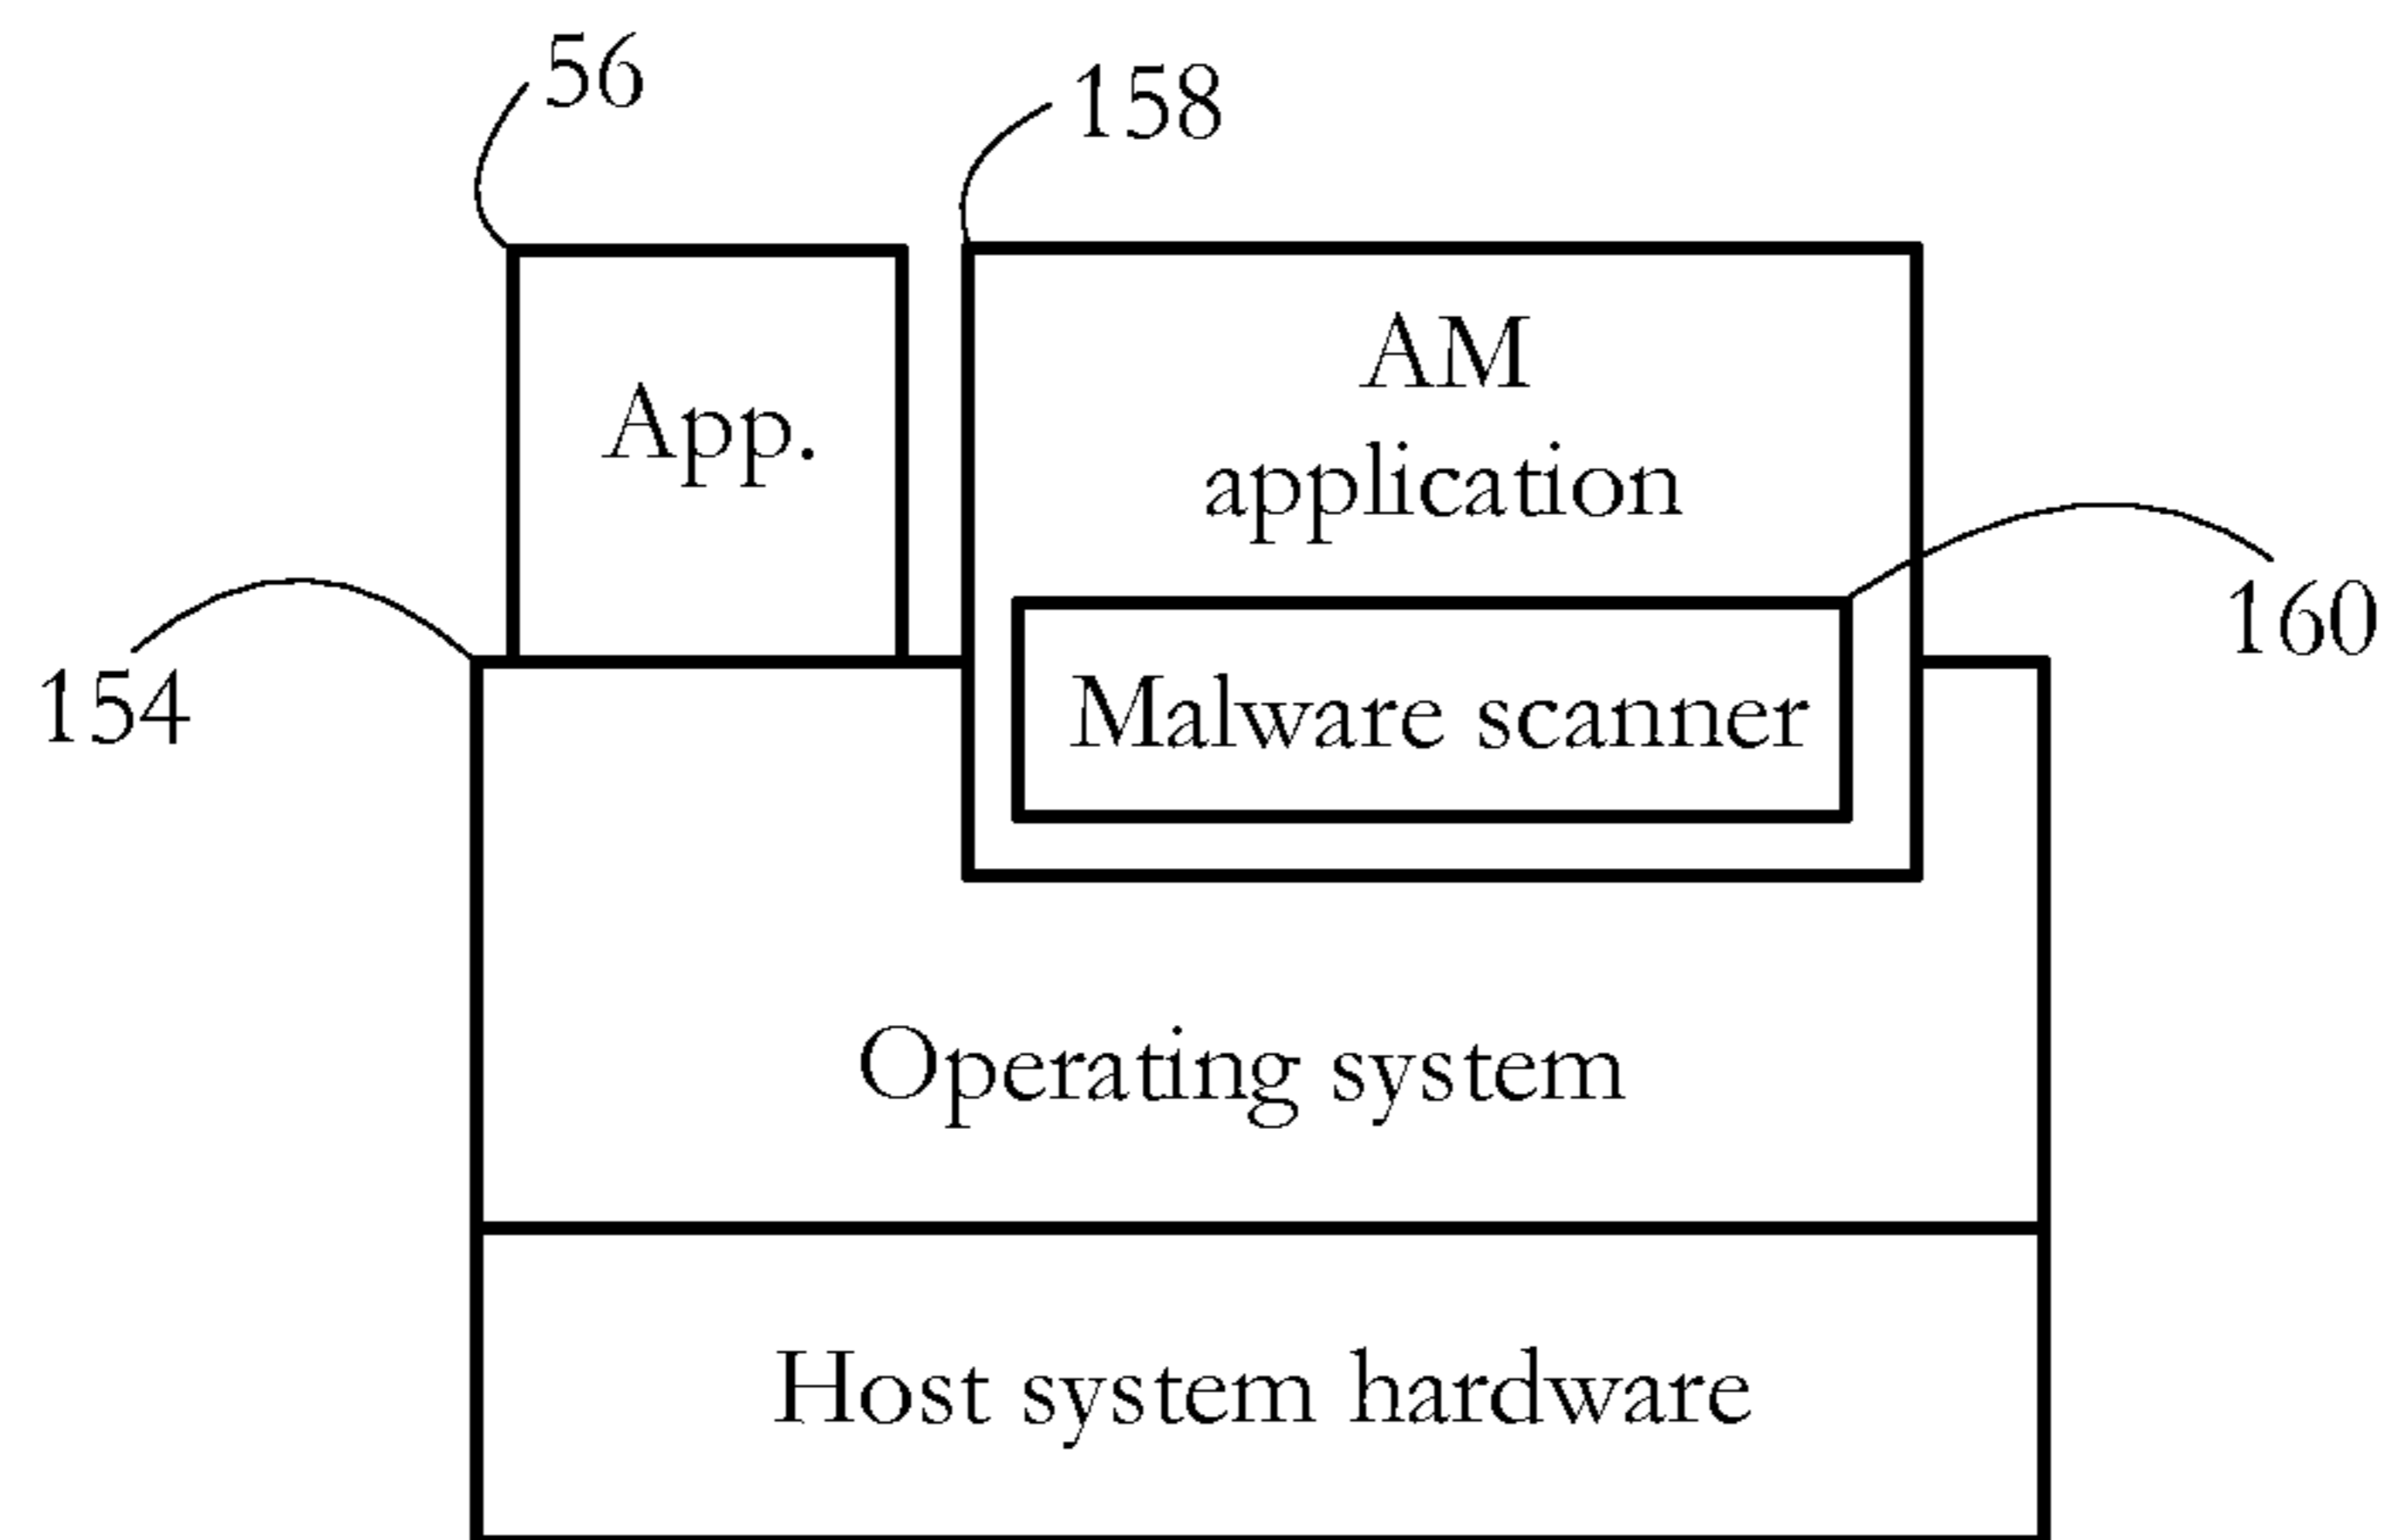 56
158
App.
AM
application
160
154
Malware scanner
Operating system
Host system hardware